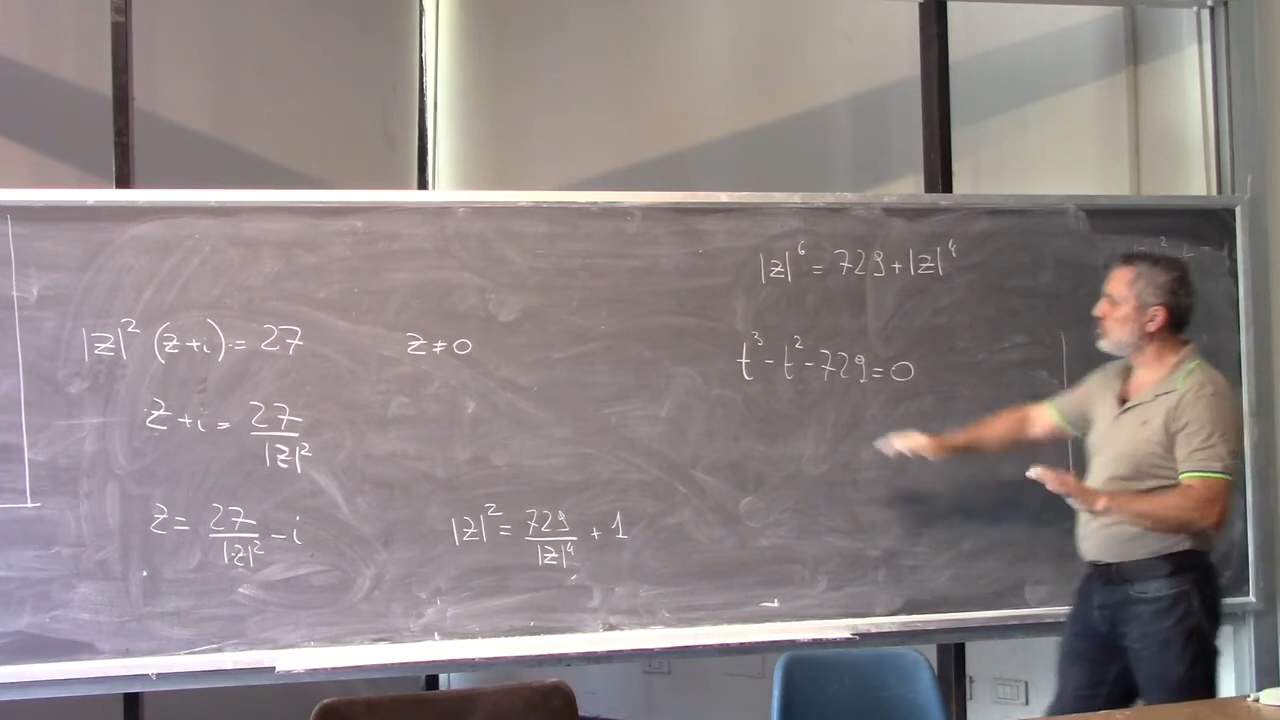 |z|² (z+i) = 27 z ≠ 0
z + i = 27/|z|²
z = 27/|z|² - i |z|² = 729/|z|⁴ + 1
|z|⁶ = 729 + |z|⁴
t³ - t² - 729 = 0